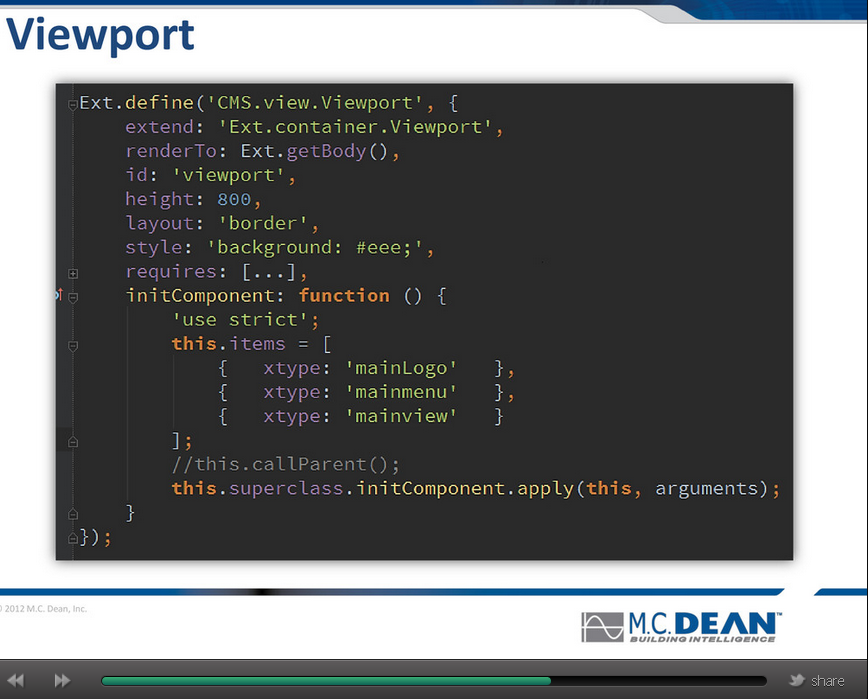 Viewport
Ext.define('CMS.view.Viewport', {
    extend: 'Ext.container.Viewport',
    renderTo: Ext.getBody(),
    id: 'viewport',
    height: 800,
    layout: 'border',
    style: 'background: #eee;',
    requires: [...],
    initComponent: function () {
        'use strict';
        this.items = [
            {   xtype: 'mainLogo'   },
            {   xtype: 'mainmenu'   },
            {   xtype: 'mainview'   }
        ];
        //this.callParent();
        this.superclass.initComponent.apply(this, arguments);
    }
});
© 2012 M.C. Dean, Inc.
M.C. DEAN™
BUILDING INTELLIGENCE
share